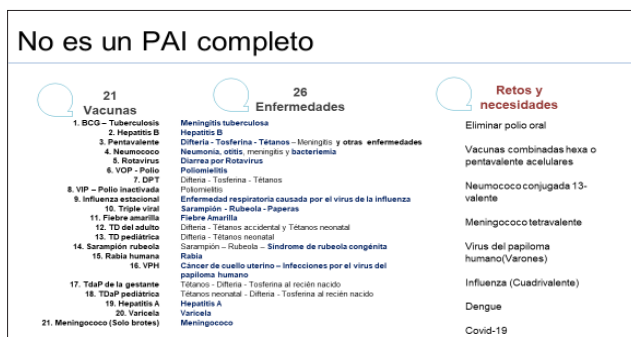 No es un PAI completo
21
Vacunas
26
Enfermedades
Retos y
necesidades
1. BCG – Tuberculosis Meningitis tuberculosa
2. Hepatitis B Hepatitis B
3. Pentavalente Difteria - Tosferina - Tétanos – Meningitis y otras enfermedades
4. Neumococo Neumonía, otitis, meningitis y bacteriemia
5. Rotavirus Diarrea por Rotavirus
6. VOP - Polio Poliomielitis
7. DPT Difteria - Tosferina - Tétanos
8. VIP – Polio inactivada Poliomielitis
9. Influenza estacional Enfermedad respiratoria causada por el virus de la influenza
10. Triple viral Sarampión - Rubeola - Paperas
11. Fiebre amarilla Fiebre Amarilla
12. TD del adulto Difteria - Tétanos accidental y Tétanos neonatal
13. TD pediátrica Difteria - Tétanos neonatal
14. Sarampión rubeola Sarampión – Rubeola – Síndrome de rubeola congénita
15. Rabia humana Rabia
16. VPH Cáncer de cuello uterino – Infecciones por el virus del
papiloma humano
17. TdaP de la gestante Tétanos - Difteria - Tosferina al recién nacido
18. TDaP pediátrica Tétanos neonatal - Difteria - Tosferina al recién nacido
19. Hepatitis A Hepatitis A
20. Varicela Varicela
21. Meningococo (Solo brotes) Meningococo
Eliminar polio oral
Vacunas combinadas hexa o
pentavalente acelulares
Neumococo conjugada 13-
valente
Meningococo tetravalente
Virus del papiloma
humano(Varones)
Influenza (Cuadrivalente)
Dengue
Covid-19